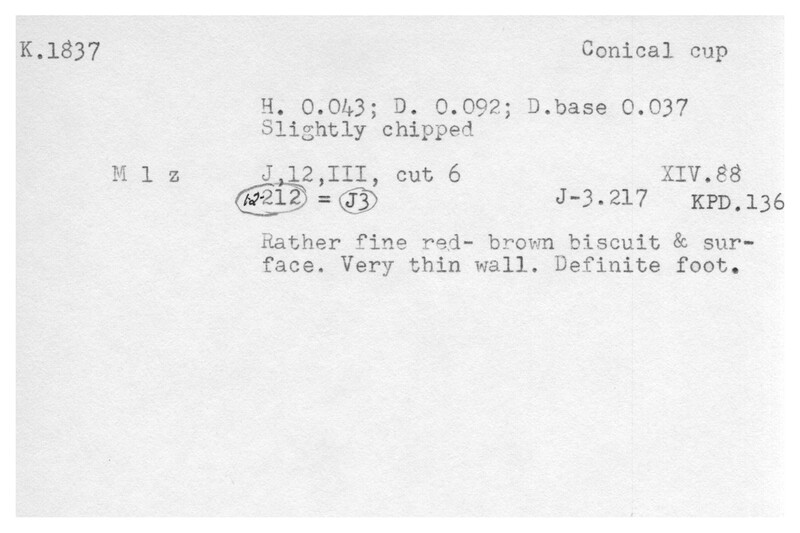 K.1837 Conical cup
H. 0.043; D. 0.092; D.base 0.037
Slightly chipped
M l z J,12,III, cut 6 XIV.88
212 = J3 J-3.217 KPD.136
Rather fine red- brown biscuit & sur-
face. Very thin wall. Definite foot.